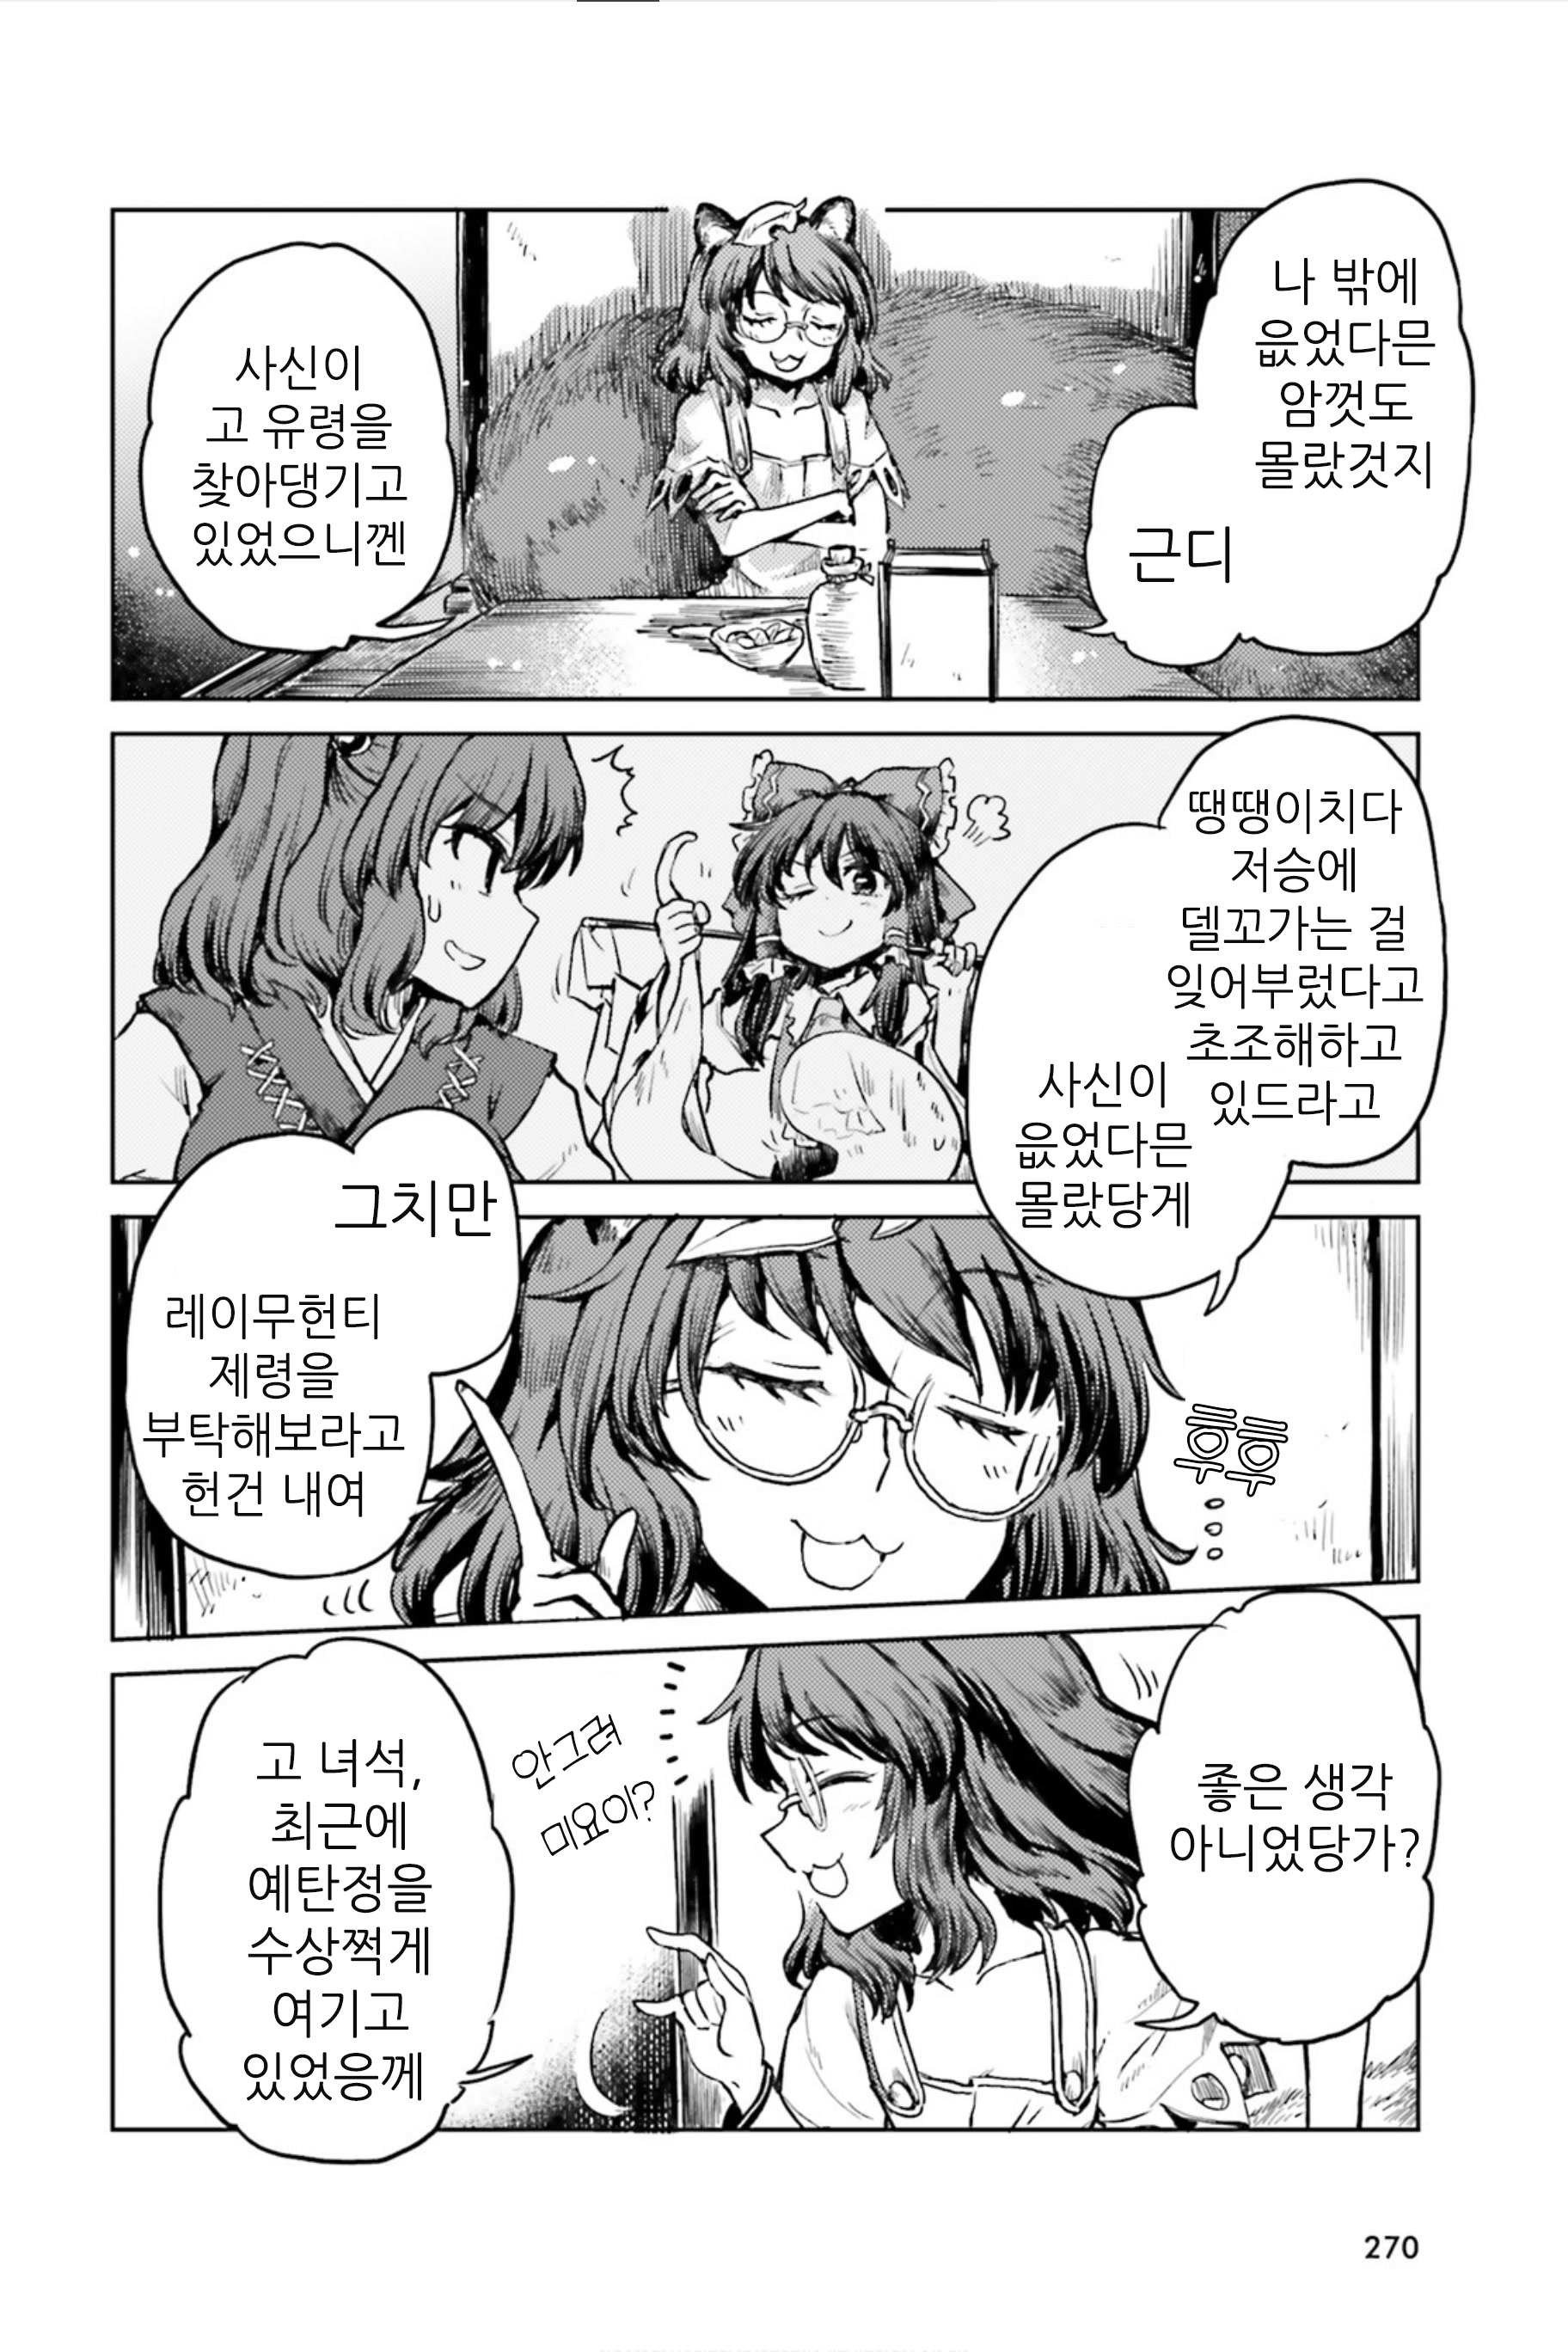 나 밖에
읎었다믄
암껏도
몰랐것지
근디
사신이
고 유령을
찾아댕기고
있었으니껜
땡땡이치다
저승에
델꼬가는 걸
잊어부렀다고
초조해하고
있드라고
사신이
읎었다믄
몰랐당게
후후
그치만
레이무헌티
제령을
부탁해보라고
헌건 내여
좋은 생각
아니었당가?
안그려
미요이?
고 녀석,
최근에
예탄정을
수상쩍게
여기고
있었응께
270